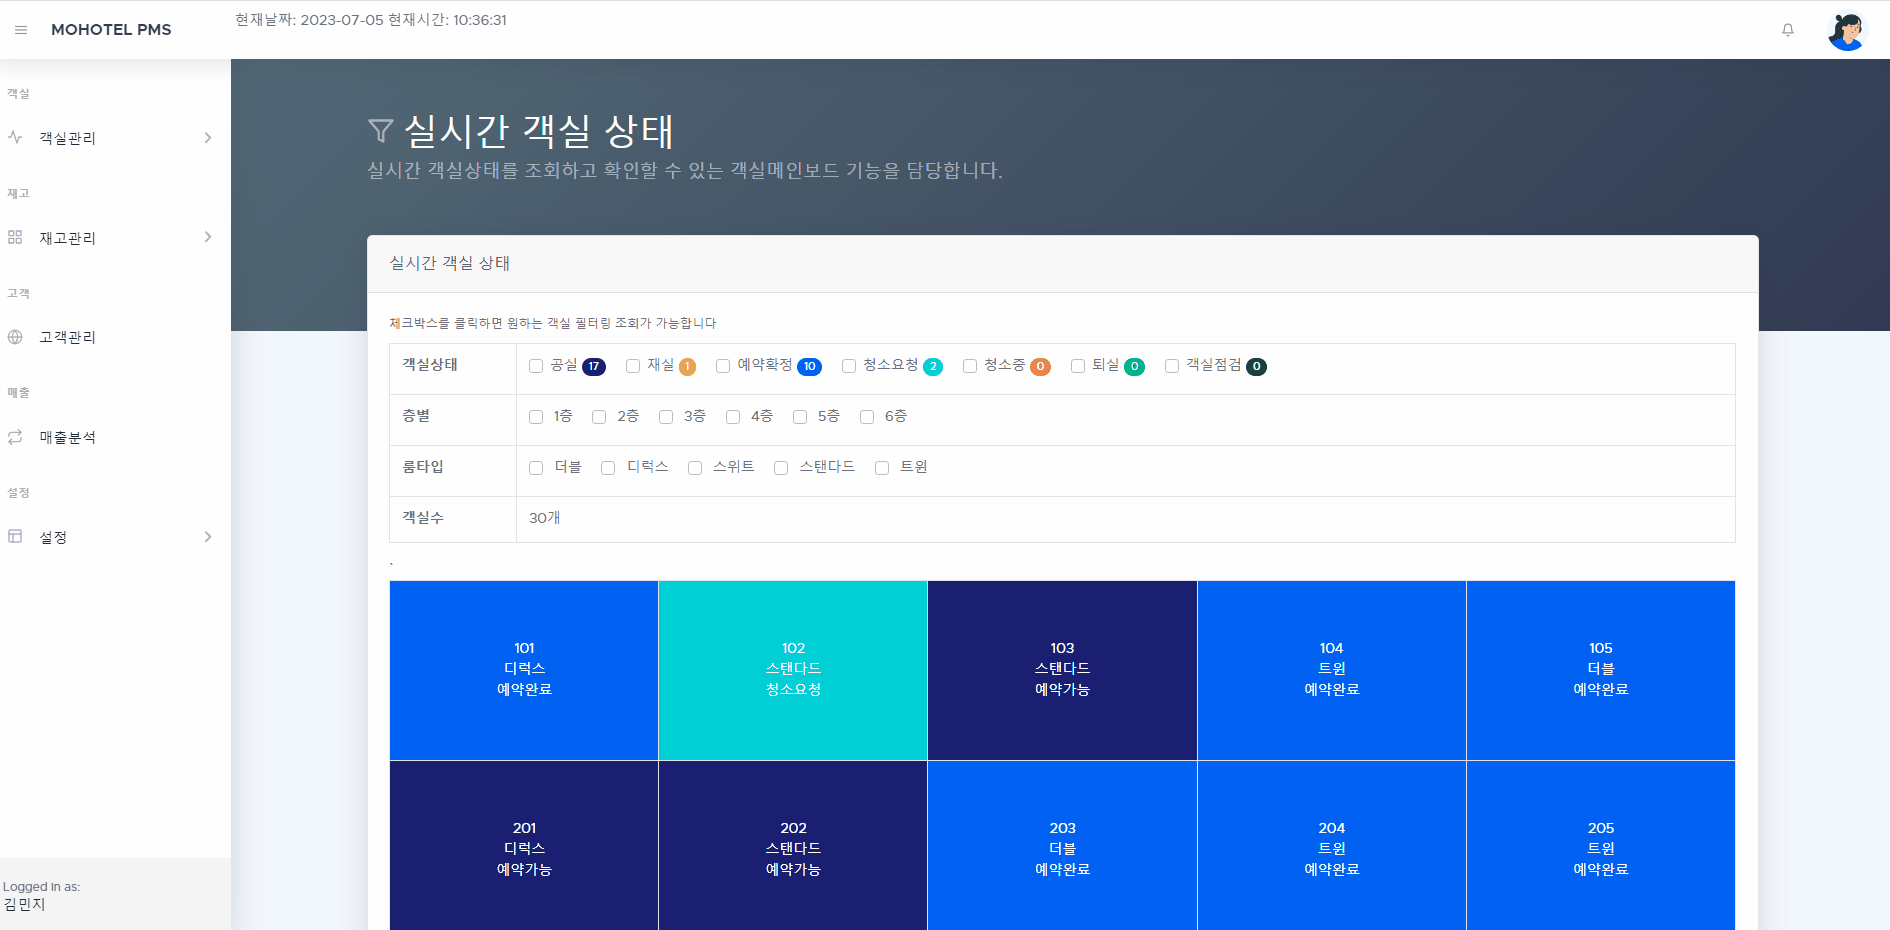 MOHOTEL PMS
현재날짜: 2023-07-05 현재시간: 10:36:31
객실
객실관리
재고
재고관리
고객
고객관리
매출
매출분석
설정
설정
Logged in as:
김민지
실시간 객실 상태
실시간 객실상태를 조회하고 확인할 수 있는 객실메인보드 기능을 담당합니다.
실시간 객실 상태
체크박스를 클릭하면 원하는 객실 필터링 조회가 가능합니다
객실상태 공실 17 재실 1 예약확정 10 청소요청 2 청소중 0 퇴실 0 객실점검 0
층별 1층 2층 3층 4층 5층 6층
룸타입 더블 디럭스 스위트 스탠다드 트윈
객실수 30개
`
101
디럭스
예약완료
102
스탠다드
청소요청
103
스탠다드
예약가능
104
트윈
예약완료
105
더블
예약완료
201
디럭스
예약가능
202
스탠다드
예약가능
203
더블
예약완료
204
트윈
예약완료
205
트윈
예약완료